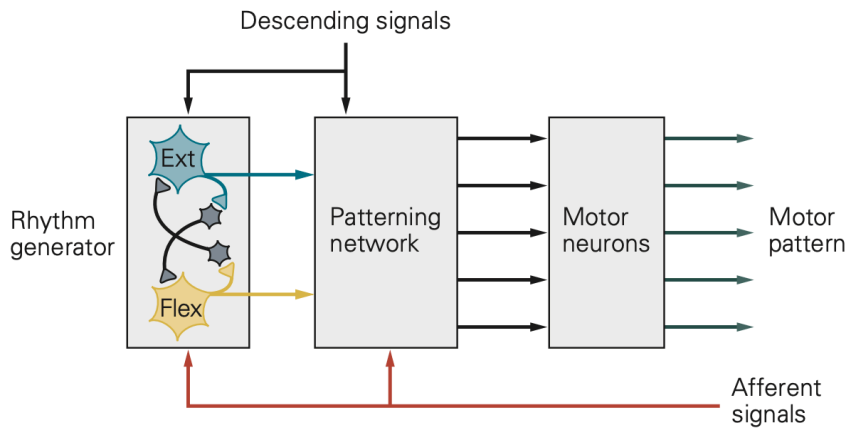 Descending signals
Ext
Rhythm
generator
Flex
Patterning
network
Motor
neurons
Motor
pattern
Afferent
signals